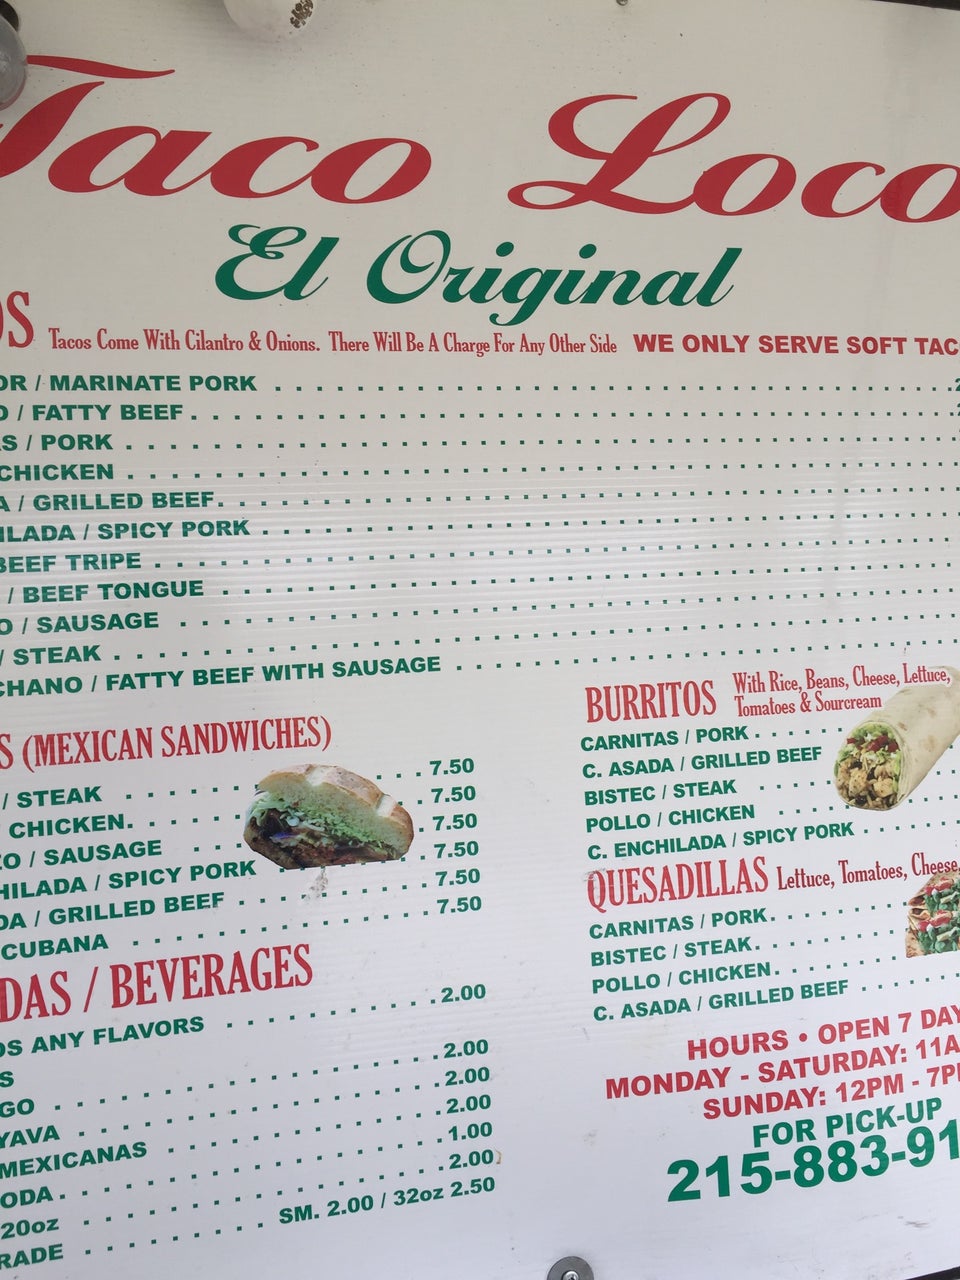 Taco Loco
El Original
OS Tacos Come With Cilantro & Onions. There Will Be A Charge For Any Other Side WE ONLY SERVE SOFT TAC
OR / MARINATE PORK
O / FATTY BEEF
AS / PORK
CHICKEN
A / GRILLED BEEF
HILADA / SPICY PORK
BEEF TRIPE
/ BEEF TONGUE
O / SAUSAGE
/ STEAK
CHANO / FATTY BEEF WITH SAUSAGE
S (MEXICAN SANDWICHES)
/ STEAK 7.50
/ CHICKEN 7.50
ZO / SAUSAGE 7.50
HILADA / SPICY PORK 7.50
DA / GRILLED BEEF 7.50
CUBANA 7.50
DAS / BEVERAGES
OS ANY FLAVORS 2.00
S
GO 2.00
YAVA 2.00
MEXICANAS 2.00
ODA 1.00
20oz 2.00
RADE SM. 2.00 / 32oz 2.50
BURRITOS With Rice, Beans, Cheese, Lettuce,
Tomatoes & Sourcream
CARNITAS / PORK
C. ASADA / GRILLED BEEF
BISTEC / STEAK
POLLO / CHICKEN
C. ENCHILADA / SPICY PORK
QUESADILLAS Lettuce, Tomatoes, Cheese,
CARNITAS / PORK
BISTEC / STEAK
POLLO / CHICKEN
C. ASADA / GRILLED BEEF
HOURS • OPEN 7 DAY
MONDAY - SATURDAY: 11A
SUNDAY: 12PM - 7P
FOR PICK-UP
215-883-91